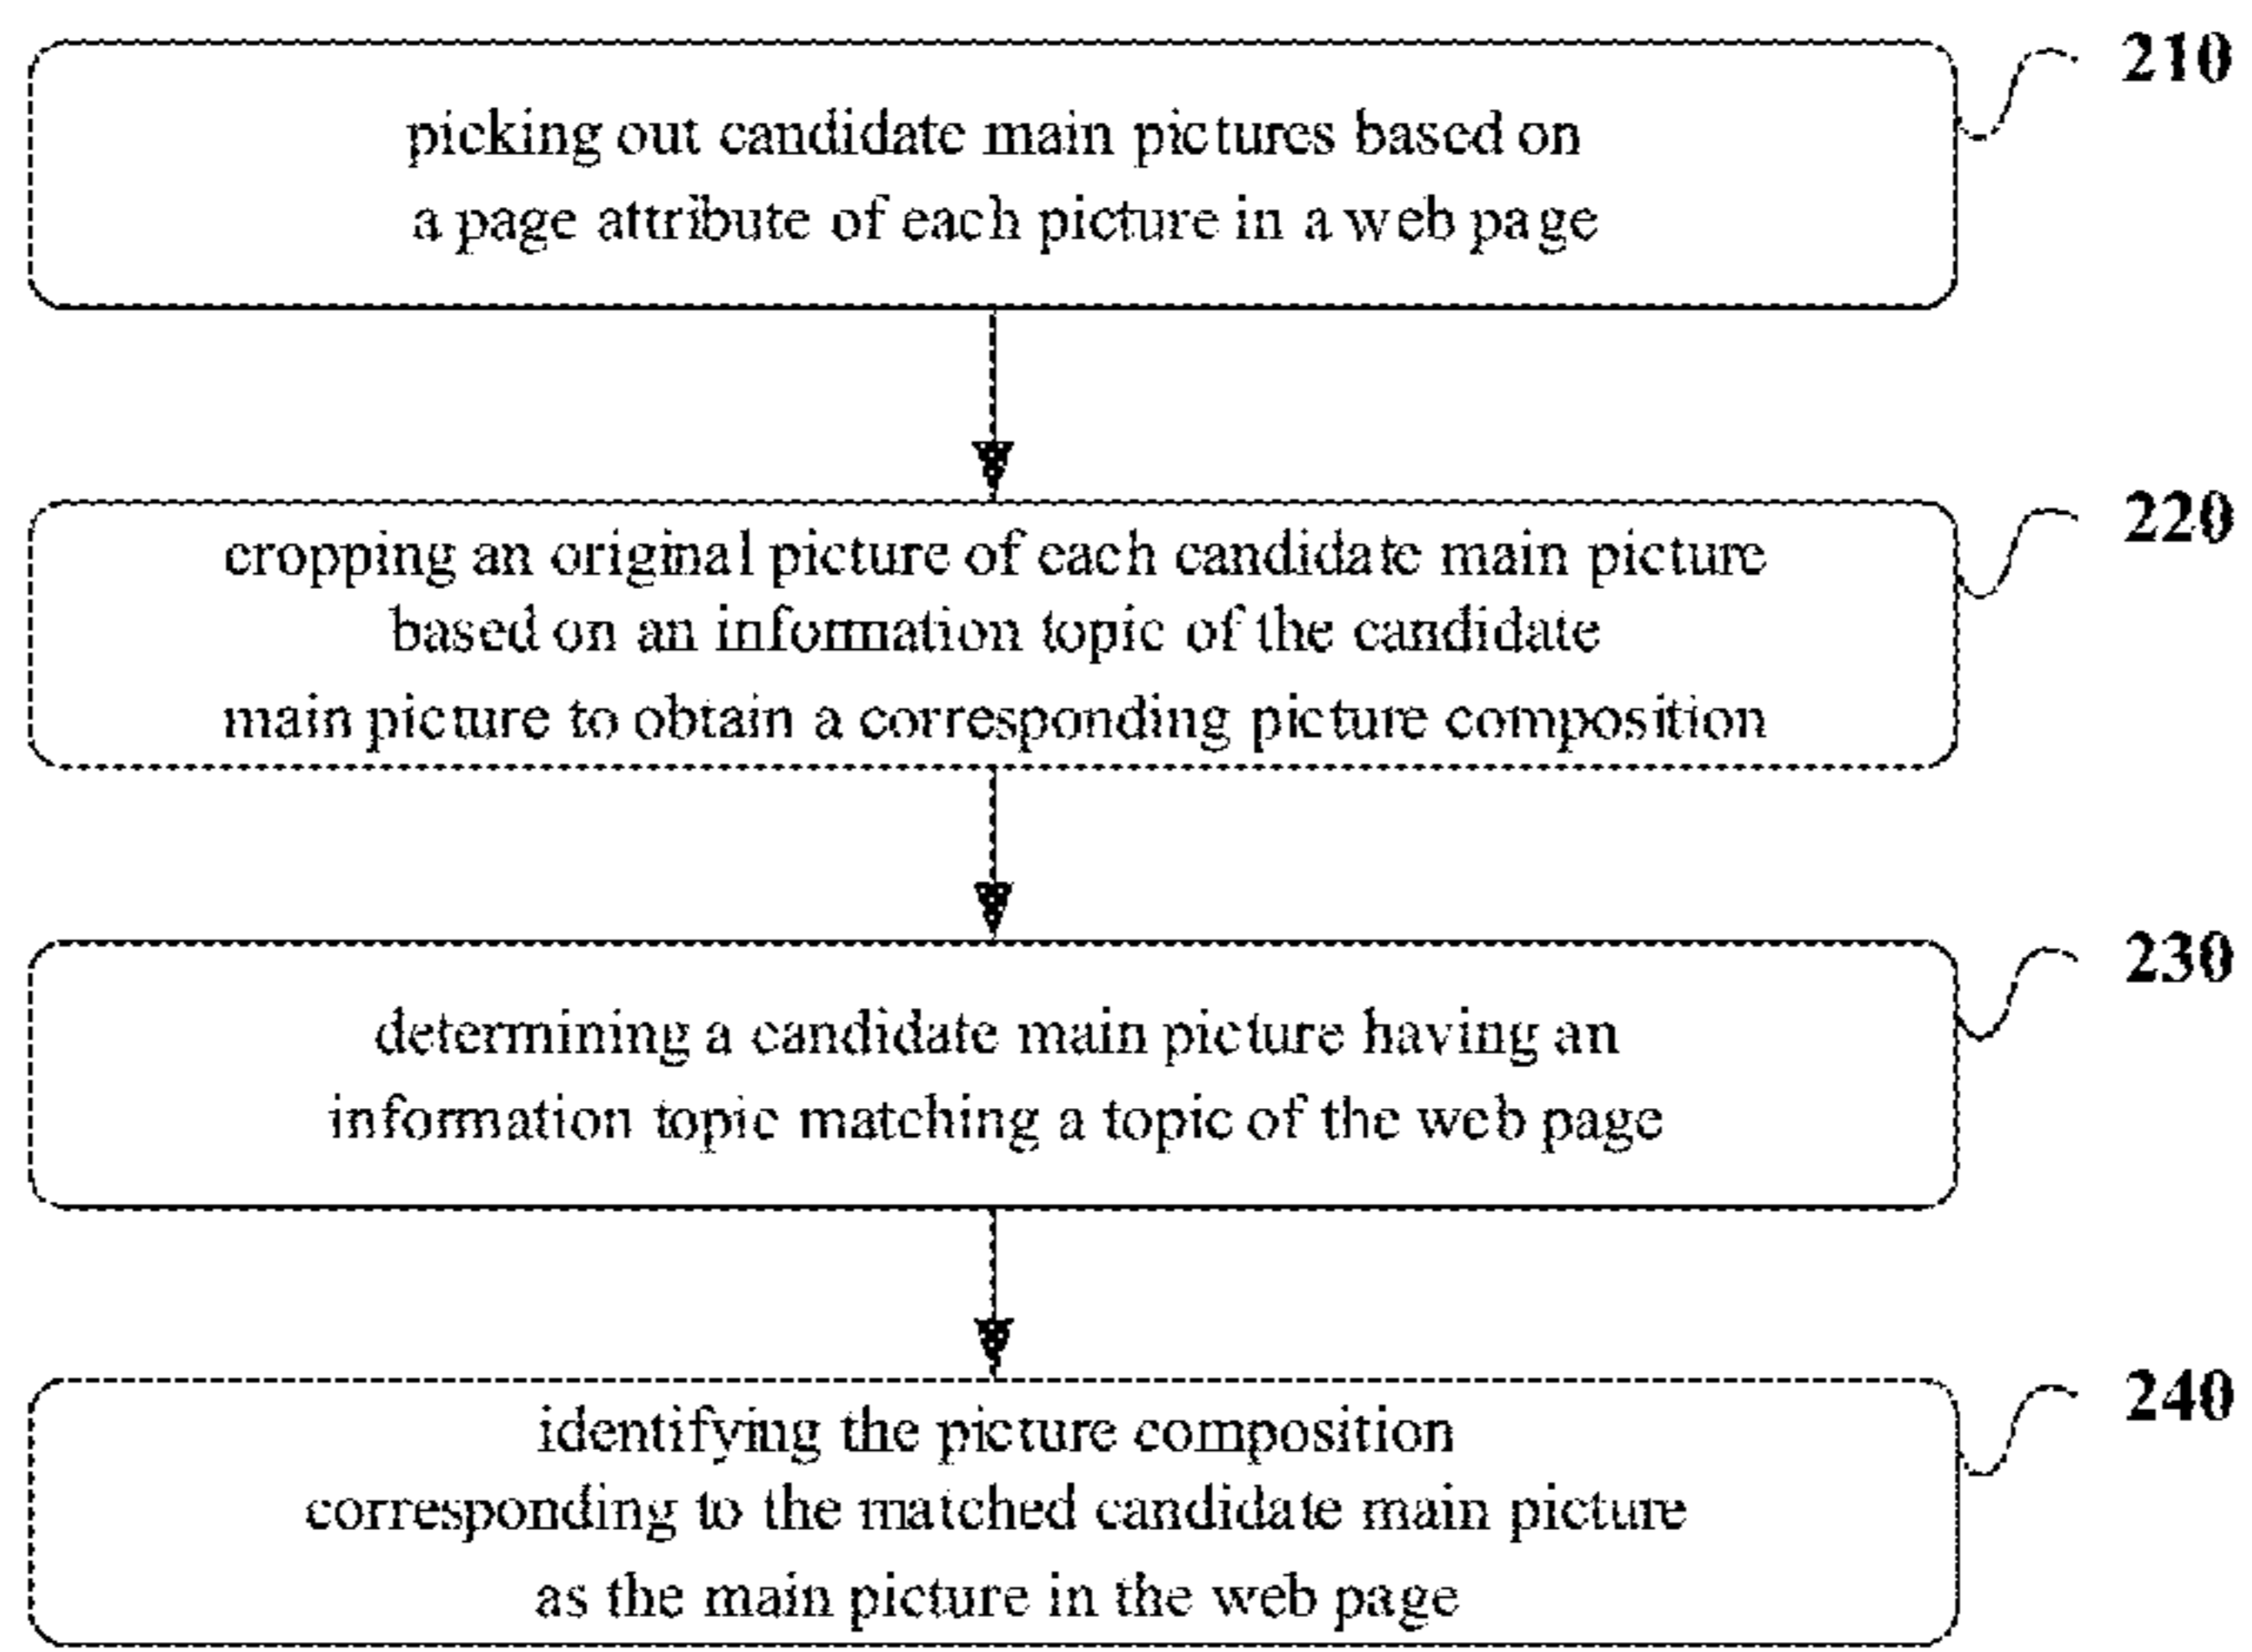 210
picking out candidate main pictures based on
a page attribute of each picture in a web page
220
cropping an original picture of each candidate main picture
based on an information topic of the candidate
main picture to obtain a corresponding picture composition
230
determining a candidate main picture having an
information topic matching a topic of the web page
240
identifying the picture composition
corresponding to the matched candidate main picture
as the main picture in the web page